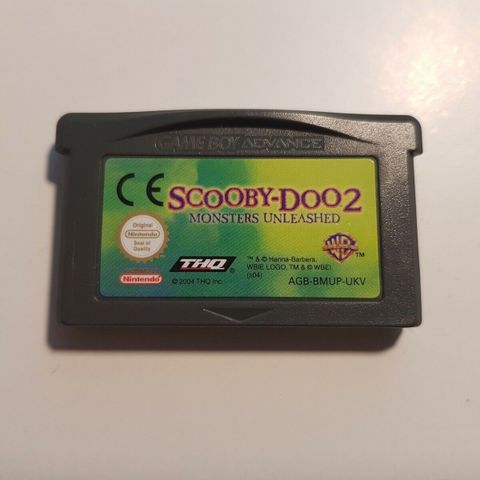 GAME BOY ADVANCE
CE
SCOOBY-DOO 2
MONSTERS UNLEASHED
Original
Nintendo
Seal of
Quality
WB
TM
Nintendo
THQ
© 2004 THQ Inc.
™ & © Hanna-Barbera.
WBIE LOGO, TM & © WBEI.
(s04)
AGB-BMUP-UKV